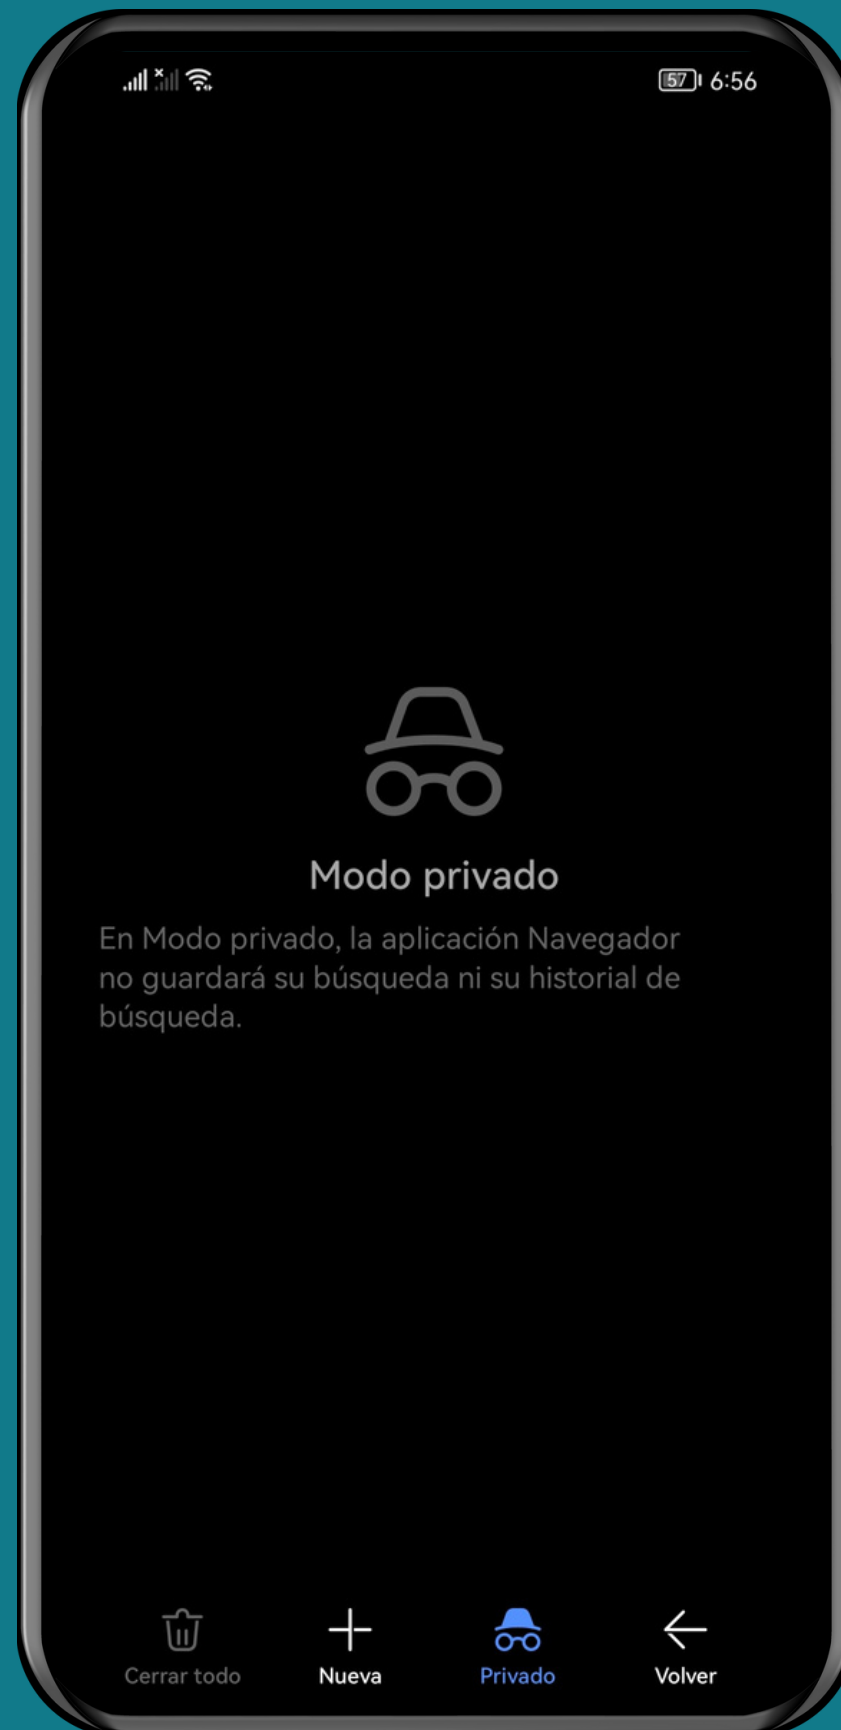 57 6:56
Modo privado
En Modo privado, la aplicación Navegador
no guardará su búsqueda ni su historial de
búsqueda.
Cerrar todo Nueva Privado Volver